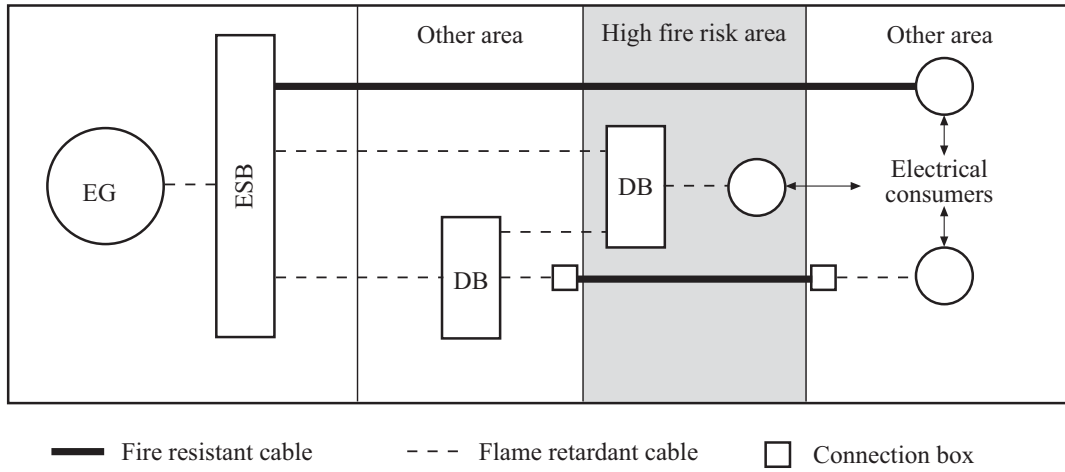 Other area
High fire risk area
Other area
EG
ESB
DB
DB
Electrical
consumers
Fire resistant cable
Flame retardant cable
Connection box